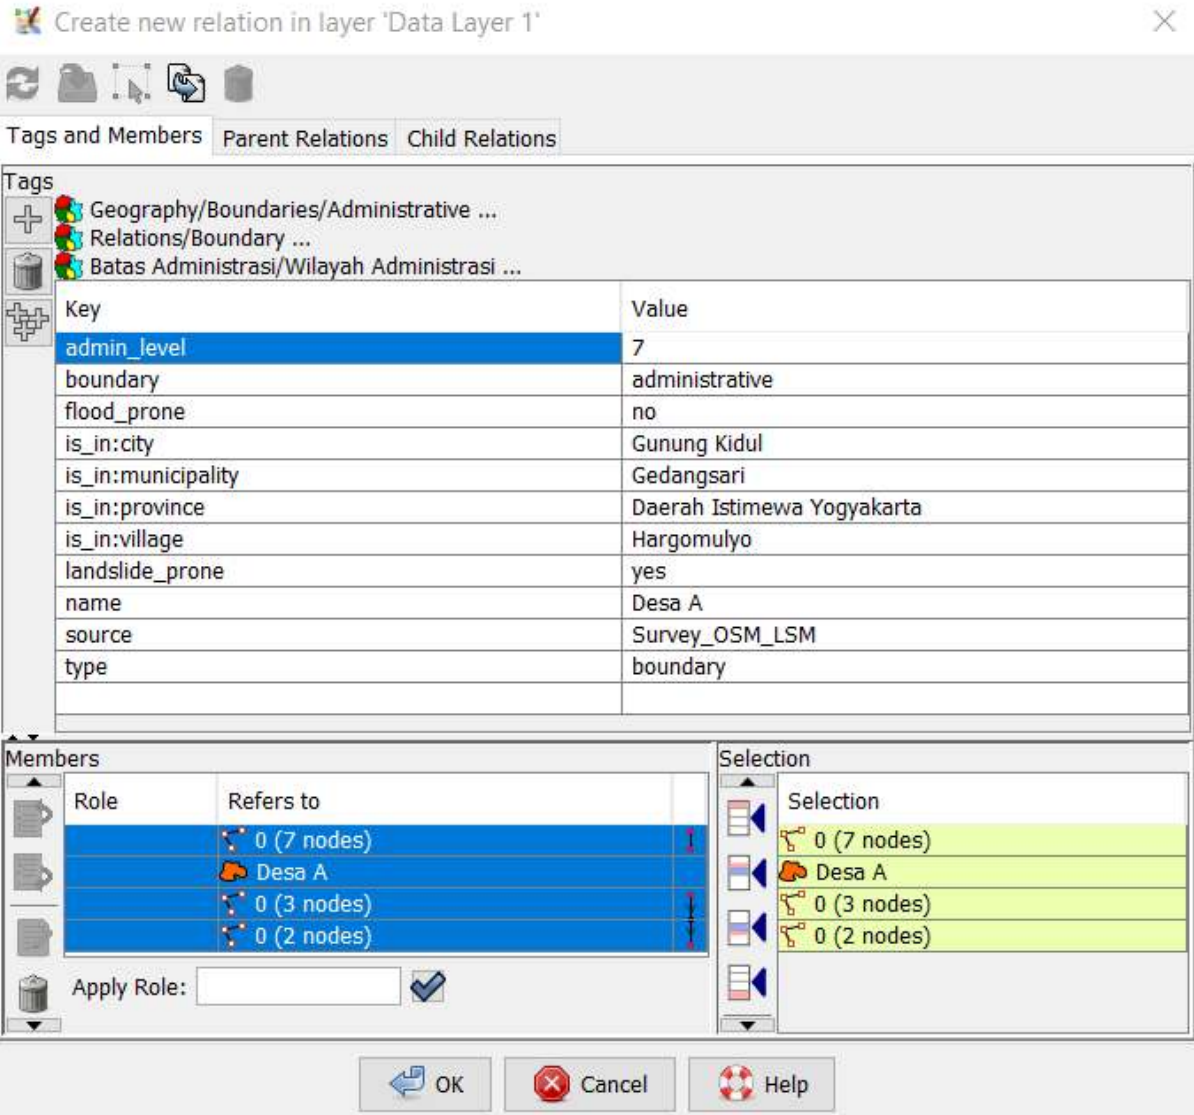 Create new relation in layer 'Data Layer 1'
Tags and Members Parent Relations Child Relations
Tags
Geography/Boundaries/Administrative ...
Relations/Boundary ...
Batas Administrasi/Wilayah Administrasi ...
Key Value
admin_level 7
boundary administrative
flood_prone no
is_in:city Gunung Kidul
is_in:municipality Gedangsari
is_in:province Daerah Istimewa Yogyakarta
is_in:village Hargomulyo
landslide_prone yes
name Desa A
source Survey_OSM_LSM
type boundary
Members Selection
Role Refers to Selection
0 (7 nodes) 0 (7 nodes)
Desa A Desa A
0 (3 nodes) 0 (3 nodes)
0 (2 nodes) 0 (2 nodes)
Apply Role:
OK Cancel Help